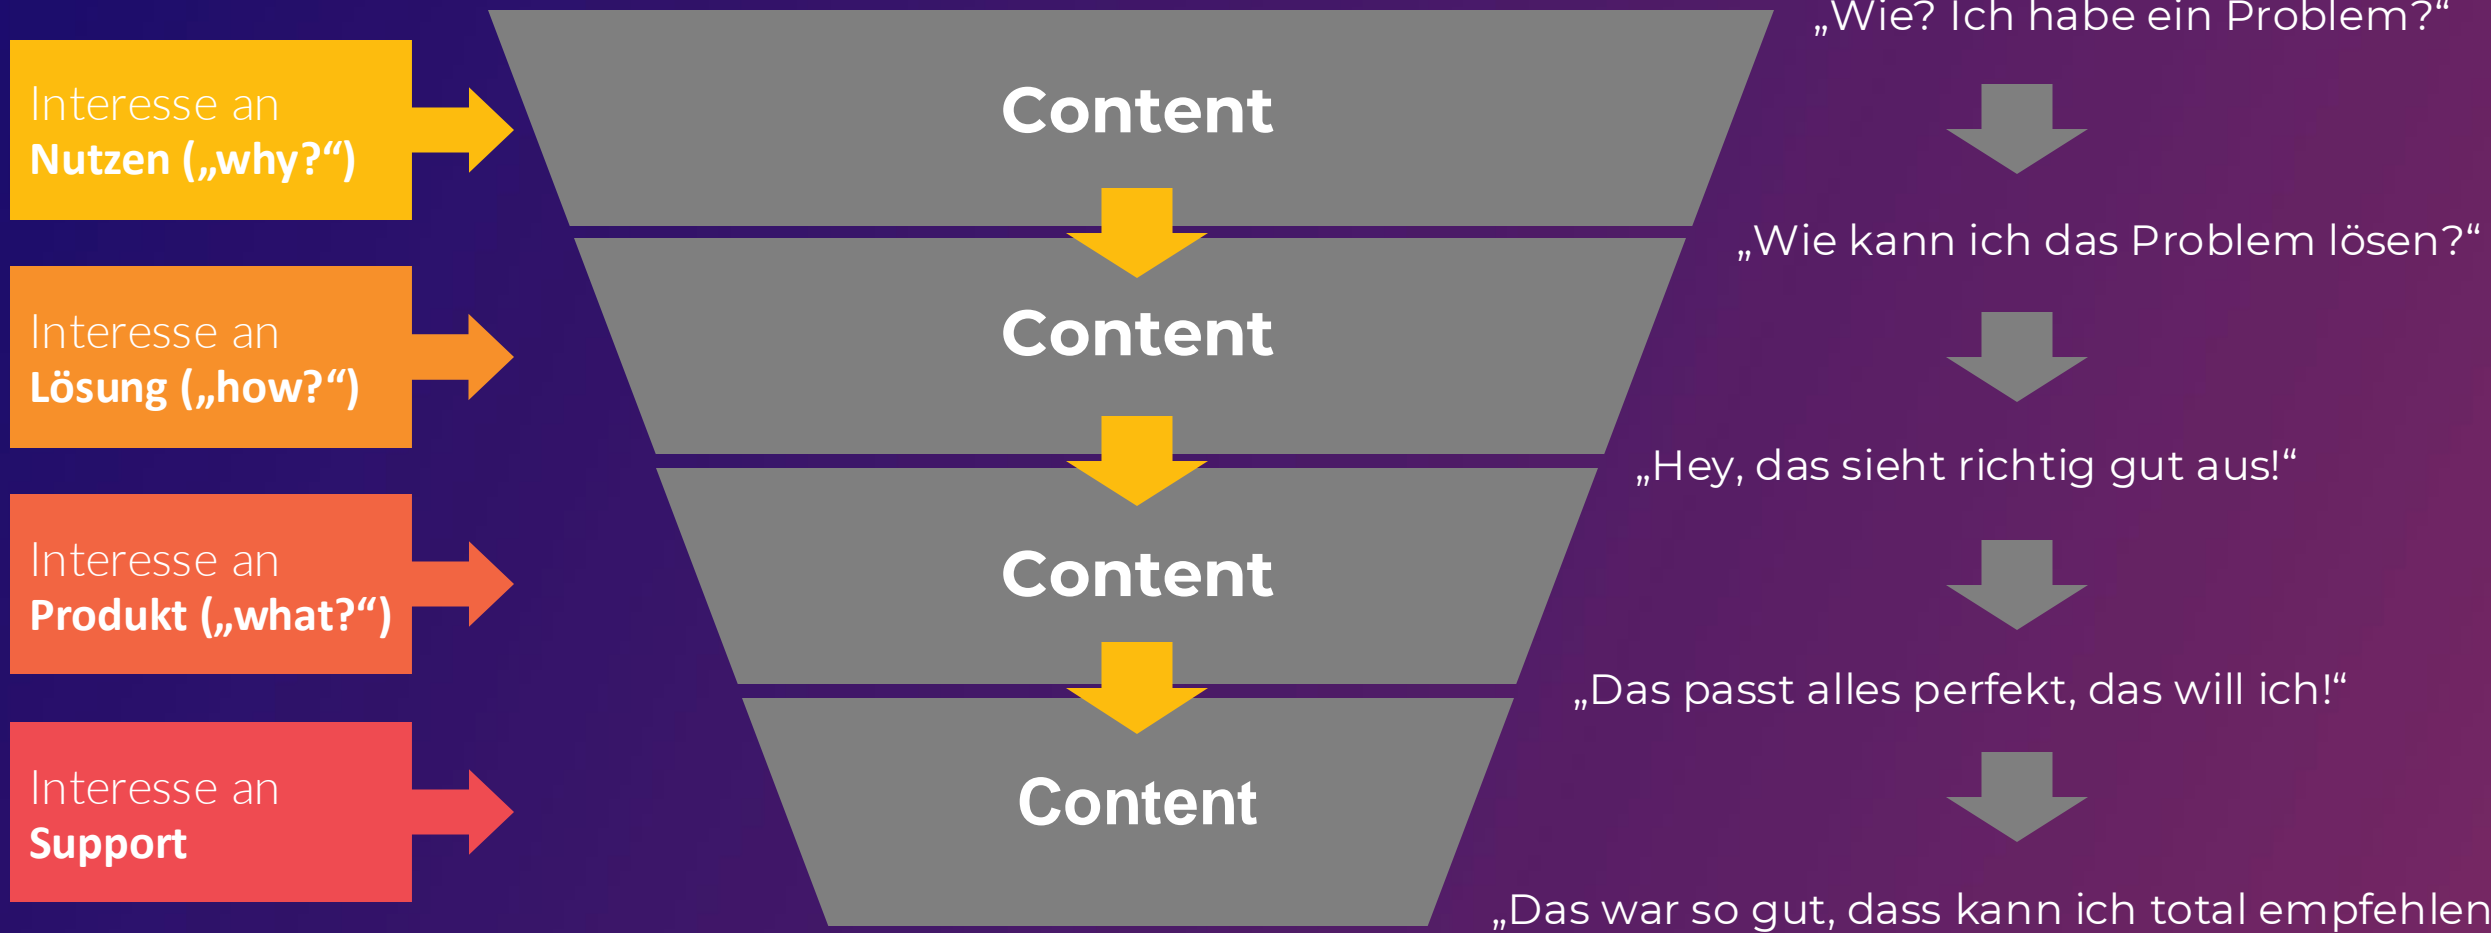 „Wie? Ich habe ein Problem?“
Interesse an
Nutzen („why?“)
Content
„Wie kann ich das Problem lösen?“
Interesse an
Lösung („how?“)
Content
„Hey, das sieht richtig gut aus!“
Interesse an
Produkt („what?“)
Content
„Das passt alles perfekt, das will ich!“
Interesse an
Support
Content
„Das war so gut, dass kann ich total empfehlen